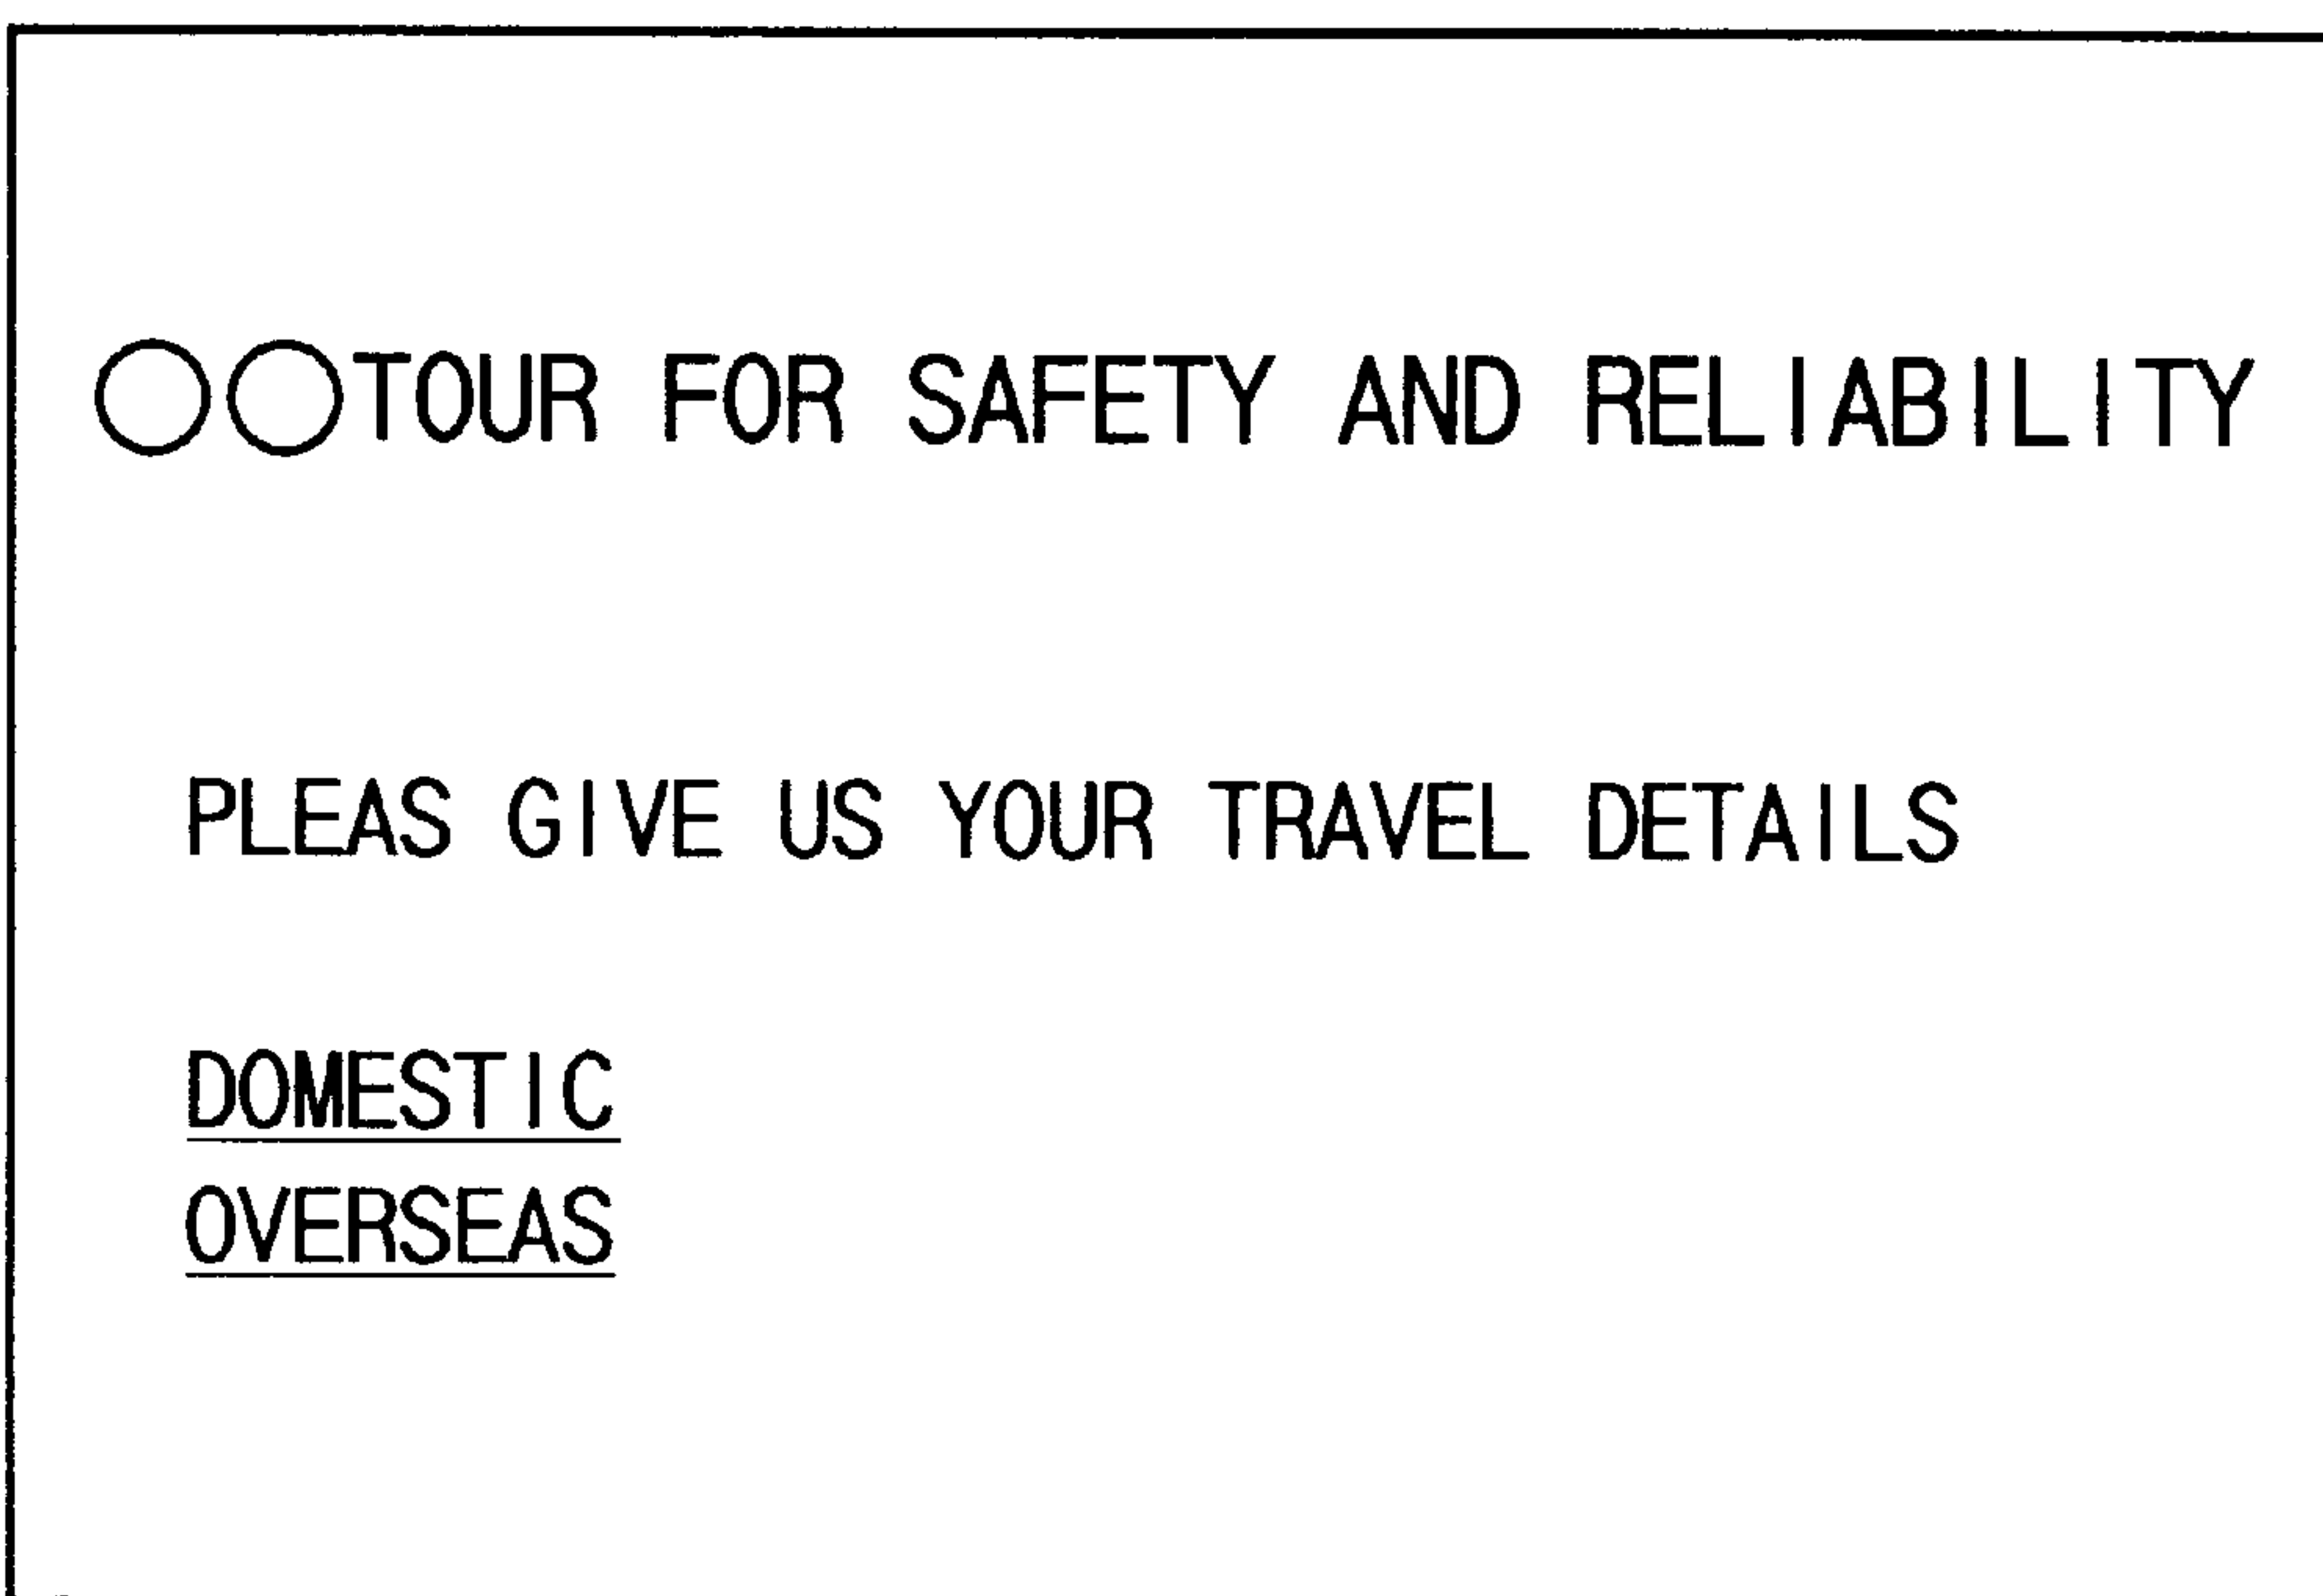 ○○TOUR FOR SAFETY AND RELIABILITY
PLEAS GIVE US YOUR TRAVEL DETAILS
DOMESTIC
OVERSEAS